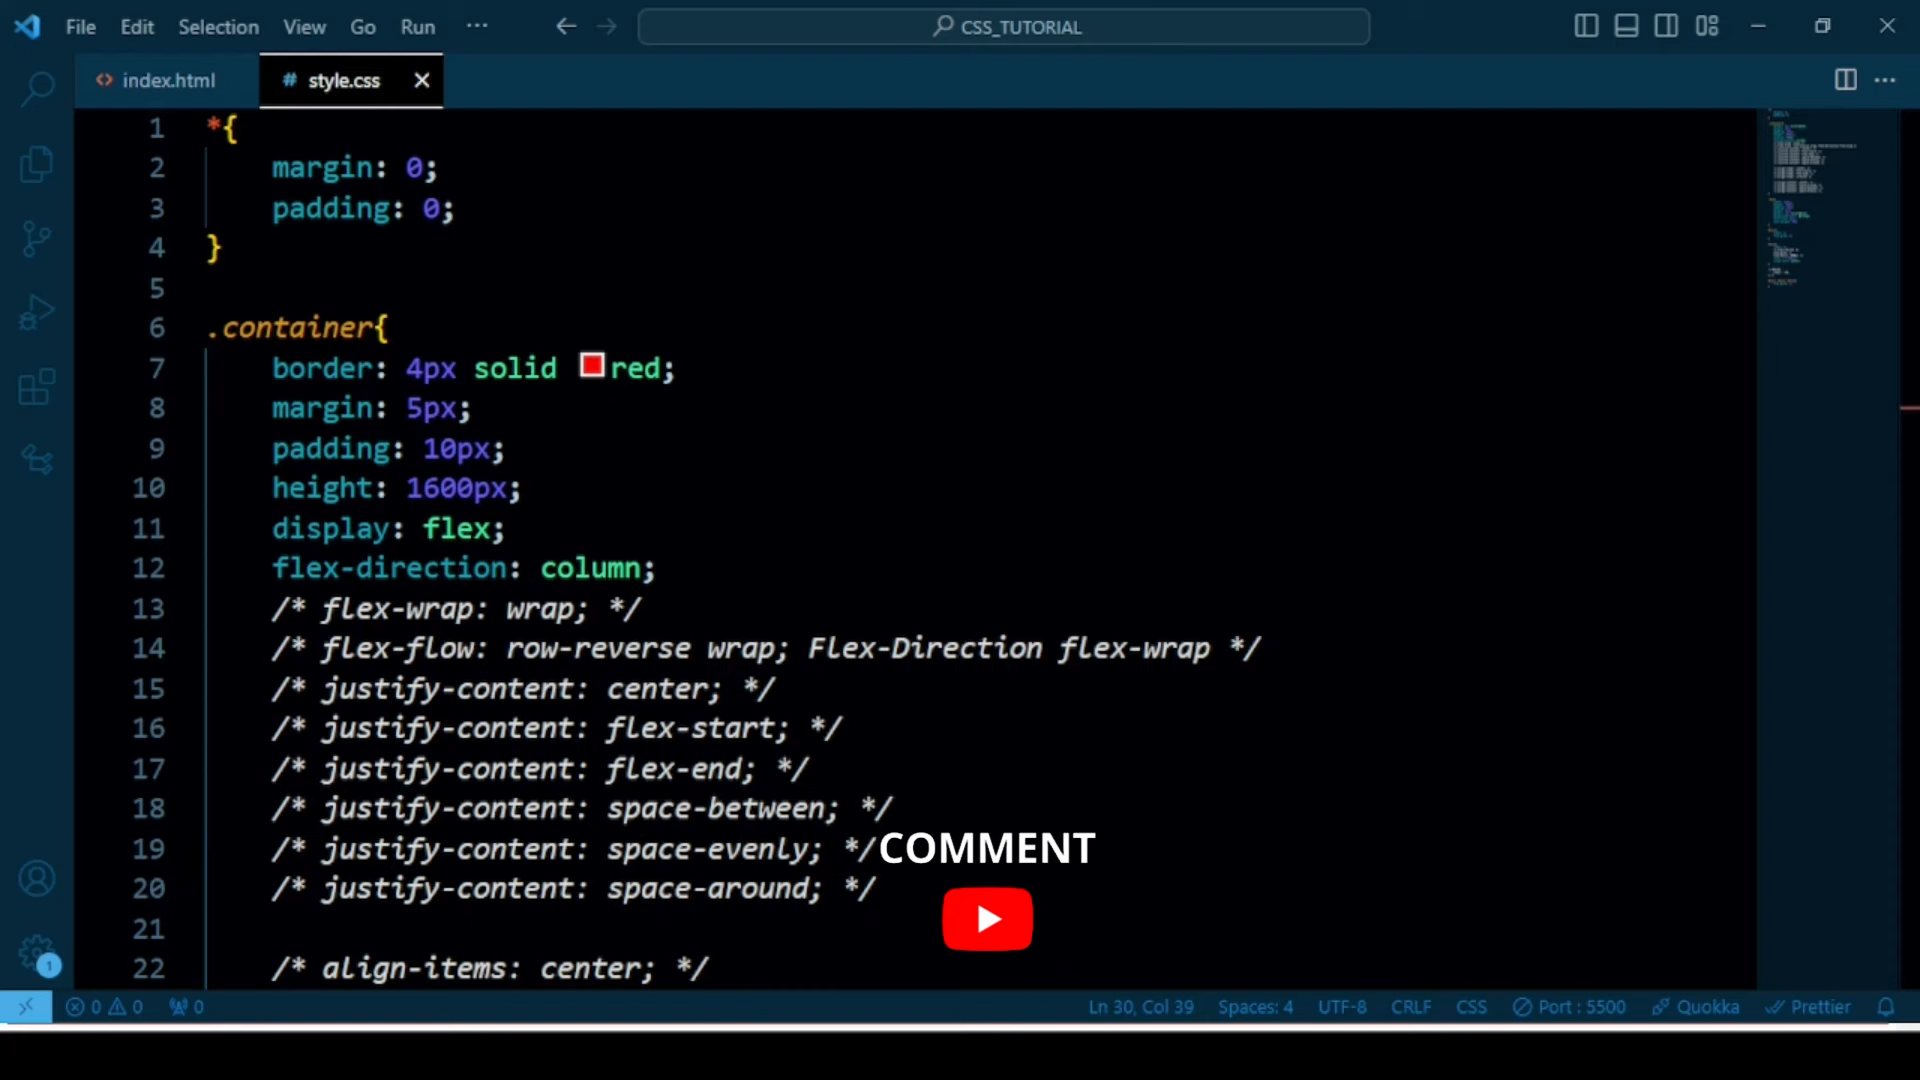 File Edit Selection View Go Run ··· CSS_TUTORIAL
index.html # style.css
1 *{
2 margin: 0;
3 padding: 0;
4 }
5
6 .container{
7 border: 4px solid red;
8 margin: 5px;
9 padding: 10px;
10 height: 1600px;
11 display: flex;
12 flex-direction: column;
13 /* flex-wrap: wrap; */
14 /* flex-flow: row-reverse wrap; Flex-Direction flex-wrap */
15 /* justify-content: center; */
16 /* justify-content: flex-start; */
17 /* justify-content: flex-end; */
18 /* justify-content: space-between; */
19 /* justify-content: space-evenly; */
COMMENT
20 /* justify-content: space-around; */
21
22 /* align-items: center; */
1
0 0 0 Ln 30, Col 39 Spaces: 4 UTF-8 CRLF CSS Port : 5500 Quokka Prettier